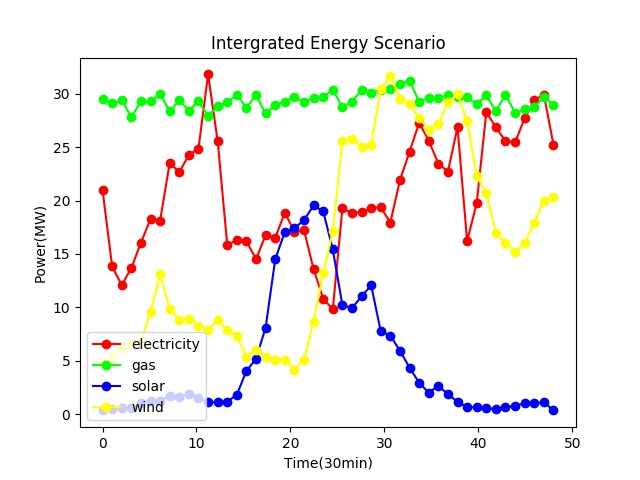 Intergrated Energy Scenario
Power(MW)
30
25
20
15
10
5
0
electricity
gas
solar
wind
0 10 20 30 40 50
Time(30min)